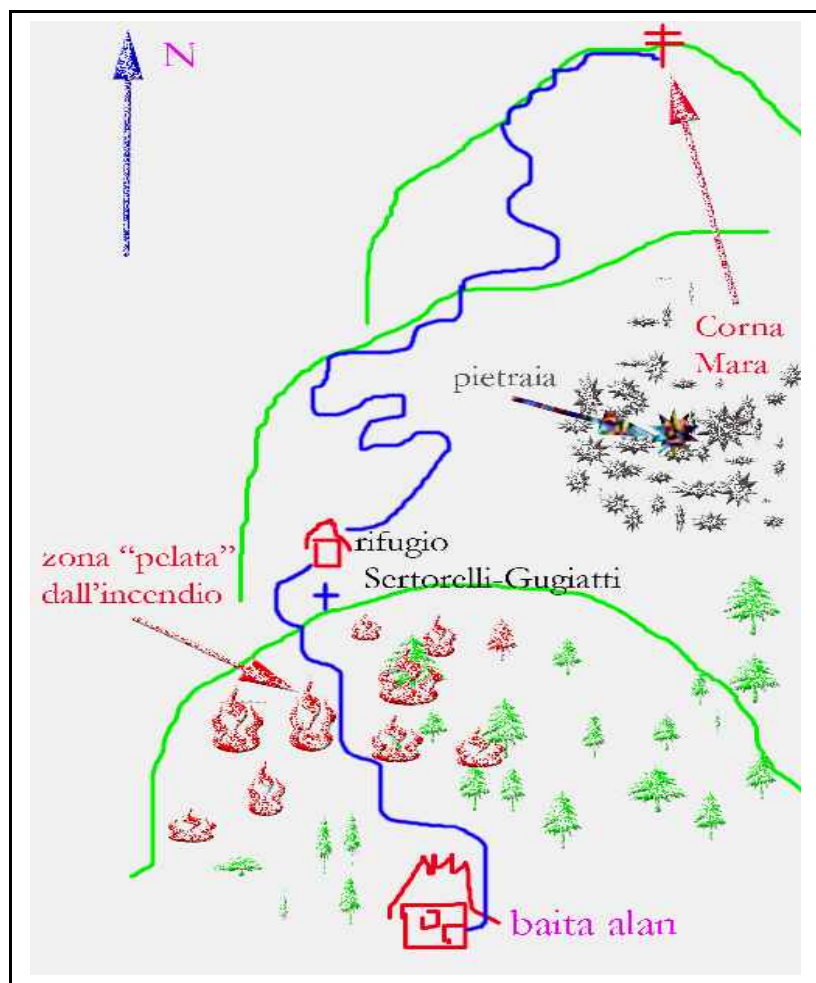 N
Corna
Mara
pietraia
rifugio
Sertorelli-Gugiatti
zona "pelata"
dall'incendio
baita alan